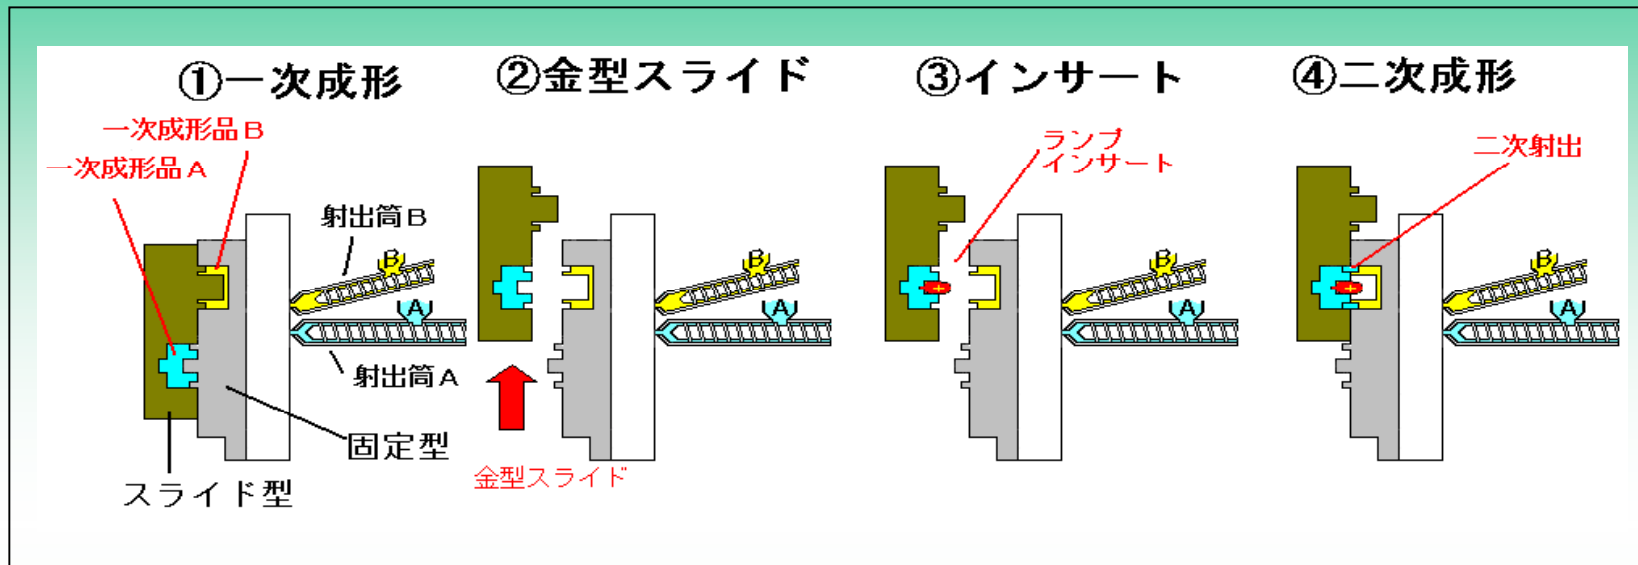 ①一次成形
②金型スライド
③インサート
④二次成形
一次成形品B
一次成形品A
射出筒B
射出筒A
固定型
スライド型
B
A
金型スライド
B
A
ランプ
インサート
B
A
二次射出
B
A